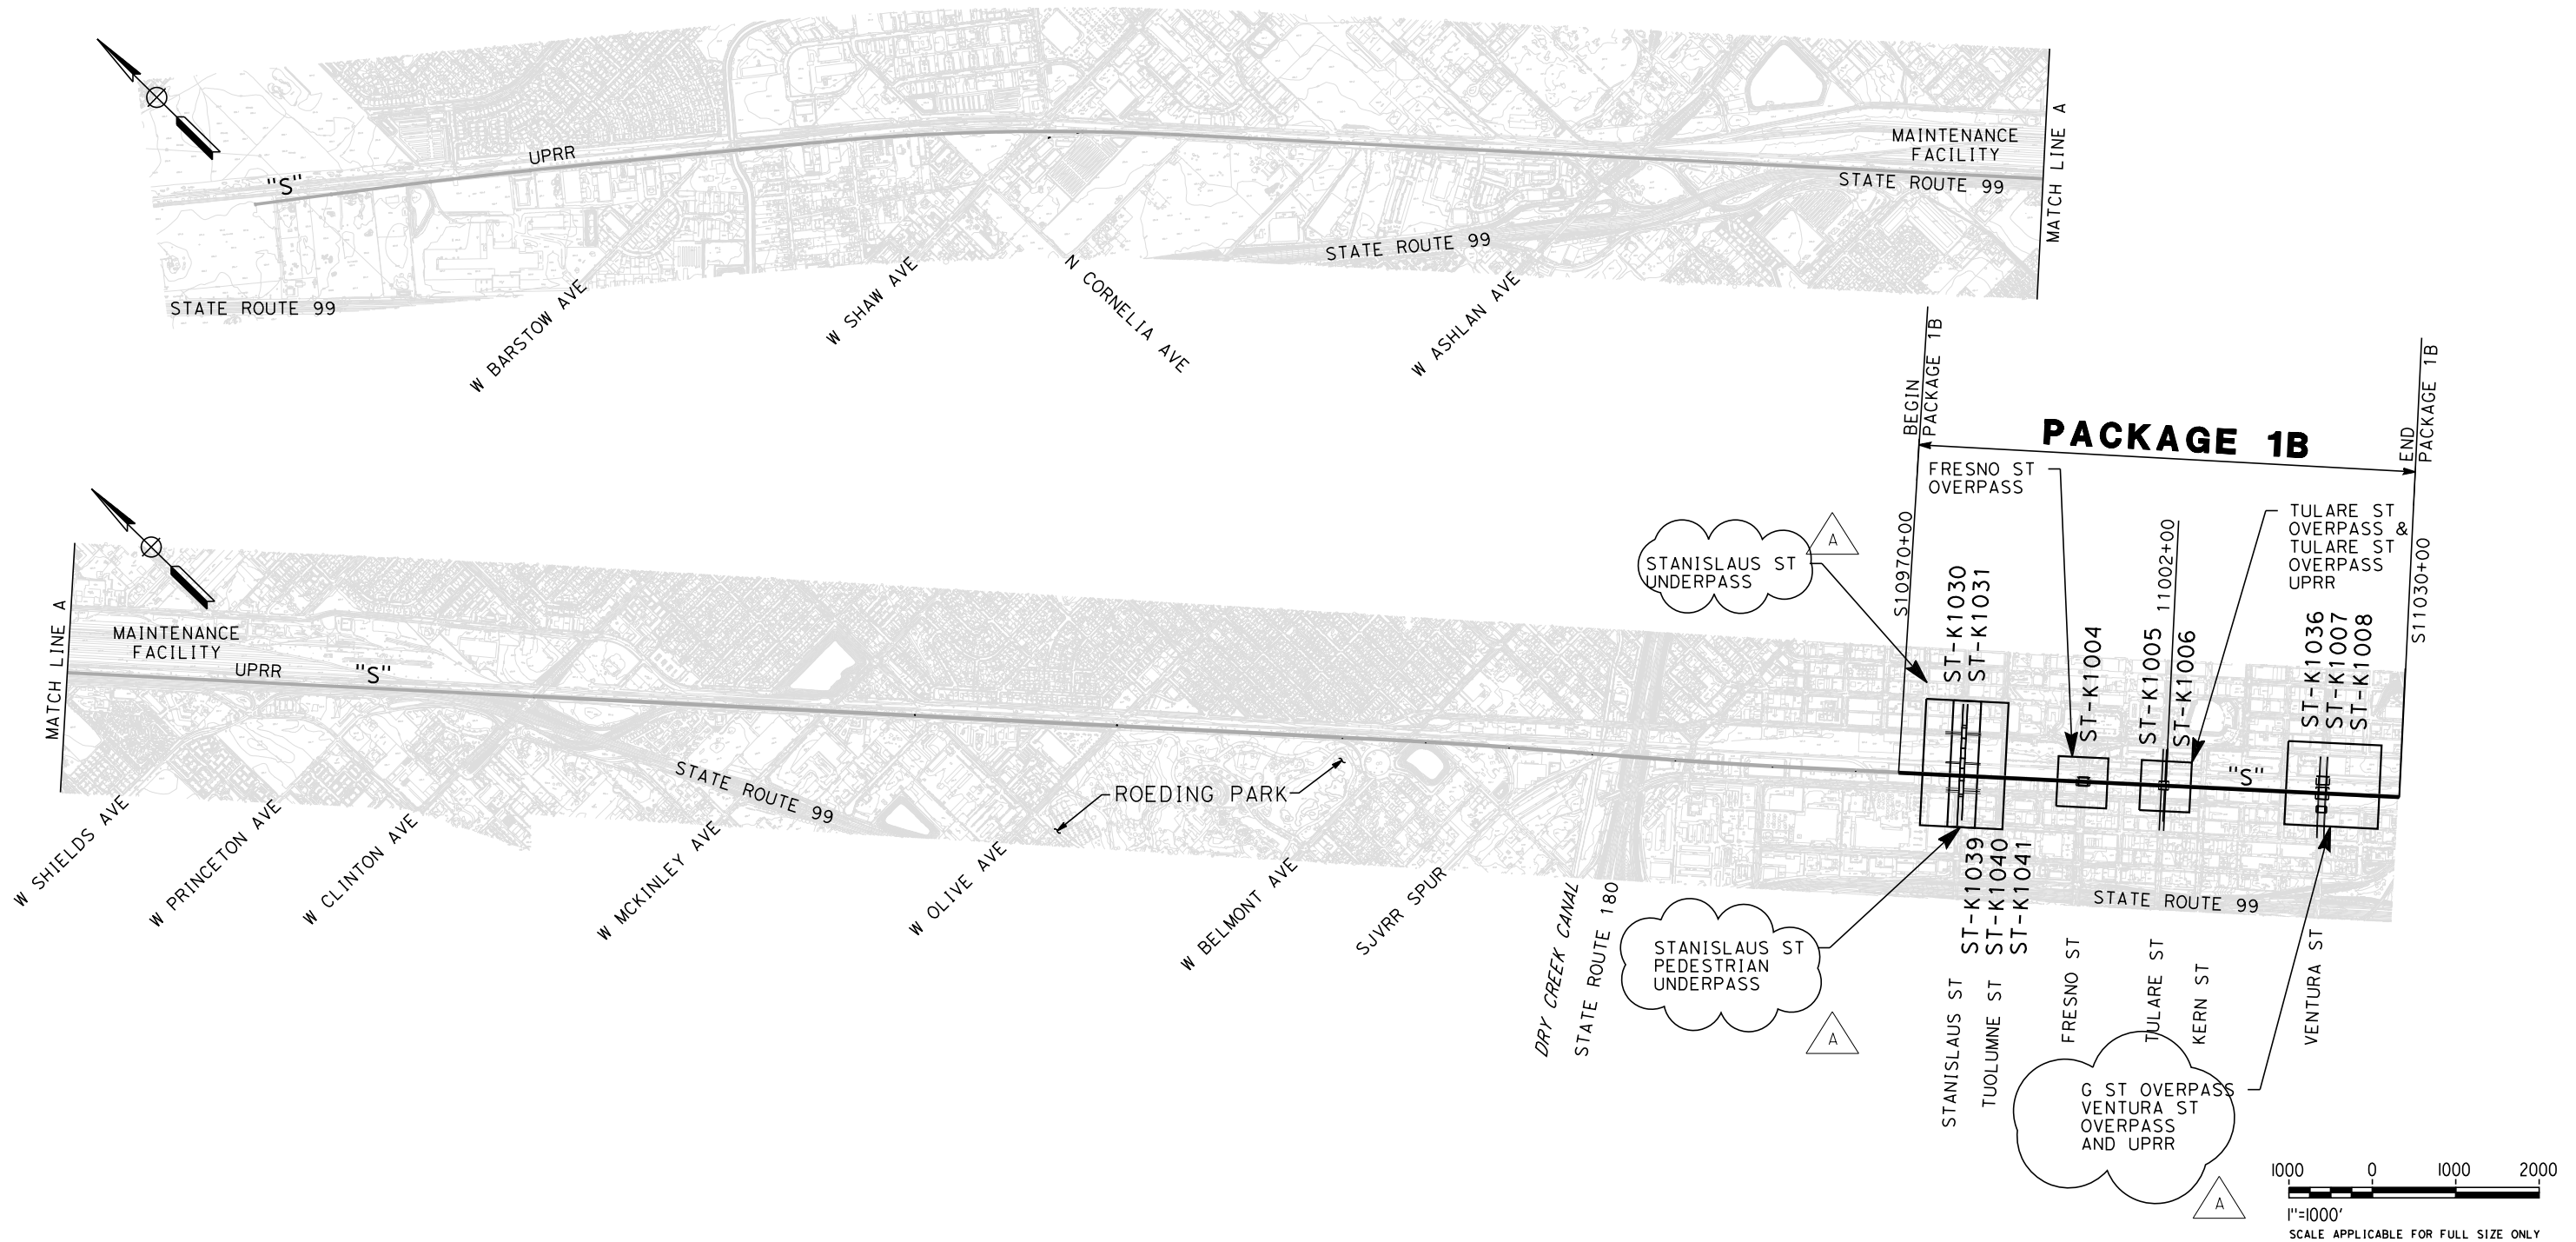 "S"
UPRR
MAINTENANCE
FACILITY
STATE ROUTE 99
MATCH LINE A
STATE ROUTE 99
STATE ROUTE 99
W BARSTOW AVE
W SHAW AVE
N CORNELIA AVE
W ASHLAN AVE
BEGIN
PACKAGE 1B
PACKAGE 1B
END
PACKAGE 1B
FRESNO ST
OVERPASS
TULARE ST
OVERPASS &
TULARE ST
OVERPASS
UPRR
STANISLAUS ST
UNDERPASS
A
S10970+00
ST-K1030
ST-K1031
ST-K1004
11002+00
ST-K1005
ST-K1006
ST-K1036
ST-K1007
ST-K1008
S11030+00
MATCH LINE A
MAINTENANCE
FACILITY
UPRR
"S"
STATE ROUTE 99
ROEDING PARK
"S"
W SHIELDS AVE
W PRINCETON AVE
W CLINTON AVE
W MCKINLEY AVE
W OLIVE AVE
W BELMONT AVE
SJVRR SPUR
DRY CREEK CANAL
STATE ROUTE 180
STATE ROUTE 99
ST-K1039
ST-K1040
ST-K1041
STANISLAUS ST
PEDESTRIAN
UNDERPASS
A
STANISLAUS ST
TUOLUMNE ST
FRESNO ST
TULARE ST
KERN ST
VENTURA ST
G ST OVERPASS
VENTURA ST
OVERPASS
AND UPRR
A
1000 0 1000 2000
1"=1000'
SCALE APPLICABLE FOR FULL SIZE ONLY